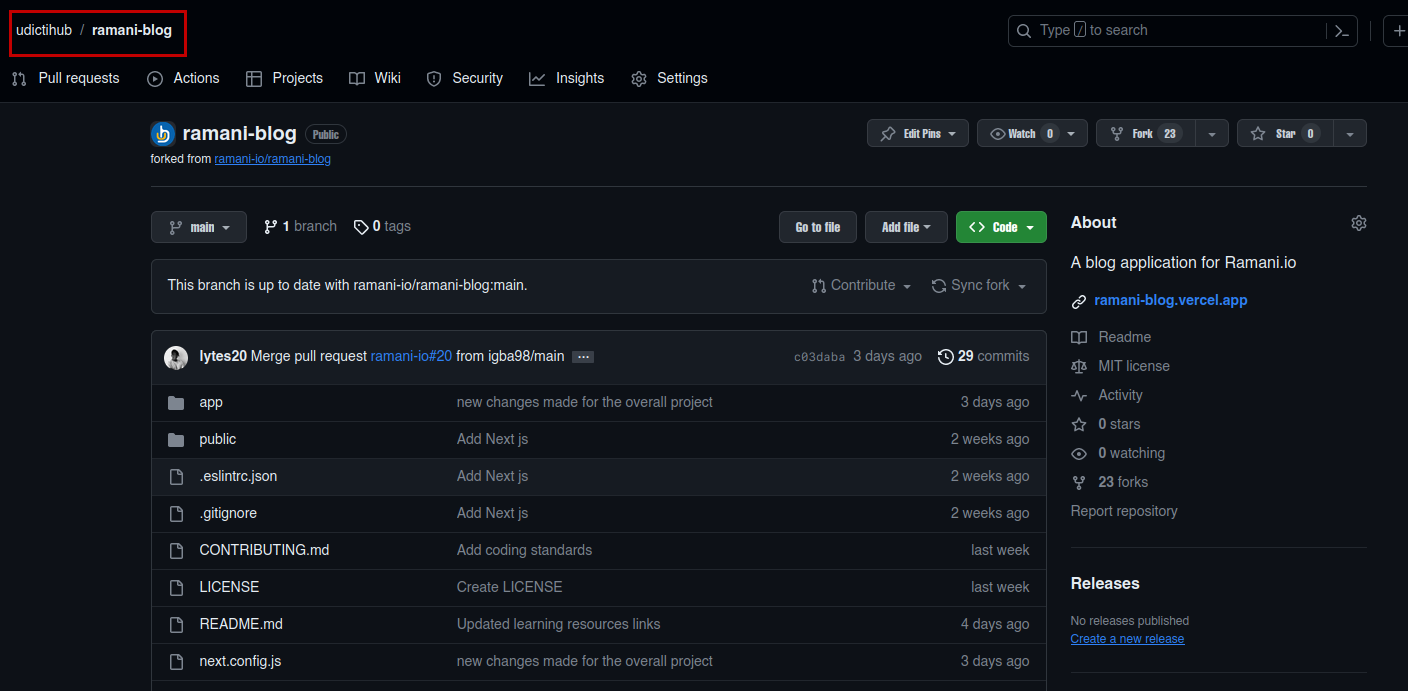 udictihub / ramani-blog
Type / to search
Pull requests Actions Projects Wiki Security Insights Settings
ramani-blog Public
Edit Pins Watch 0 Fork 23 Star 0
forked from ramani-io/ramani-blog
main 1 branch 0 tags
Go to file Add file Code
This branch is up to date with ramani-io/ramani-blog:main.
Contribute Sync fork
lytes20 Merge pull request ramani-io#20 from igba98/main ... c03daba 3 days ago 29 commits
app new changes made for the overall project 3 days ago
public Add Next js 2 weeks ago
.eslintrc.json Add Next js 2 weeks ago
.gitignore Add Next js 2 weeks ago
CONTRIBUTING.md Add coding standards last week
LICENSE Create LICENSE last week
README.md Updated learning resources links 4 days ago
next.config.js new changes made for the overall project 3 days ago
About
A blog application for Ramani.io
ramani-blog.vercel.app
Readme
MIT license
Activity
0 stars
0 watching
23 forks
Report repository
Releases
No releases published
Create a new release